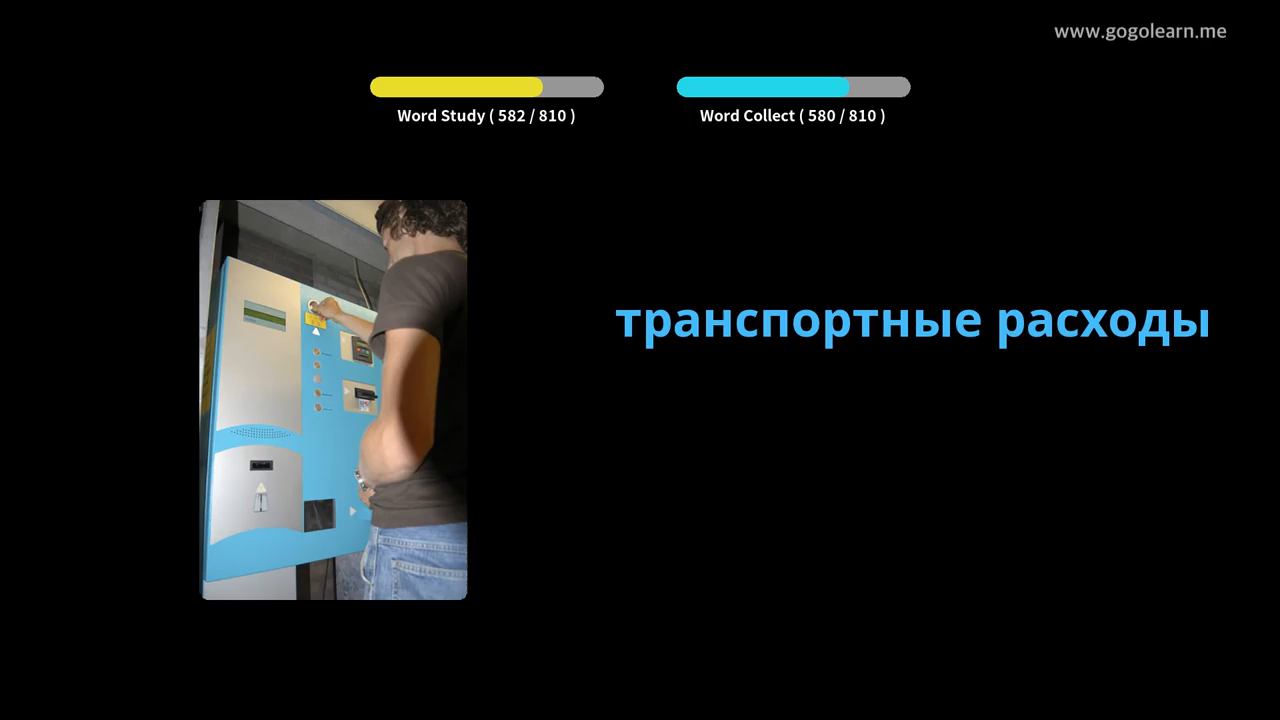 www.gogolearn.me
Word Study ( 582 / 810 )
Word Collect ( 580 / 810 )
транспортные расходы